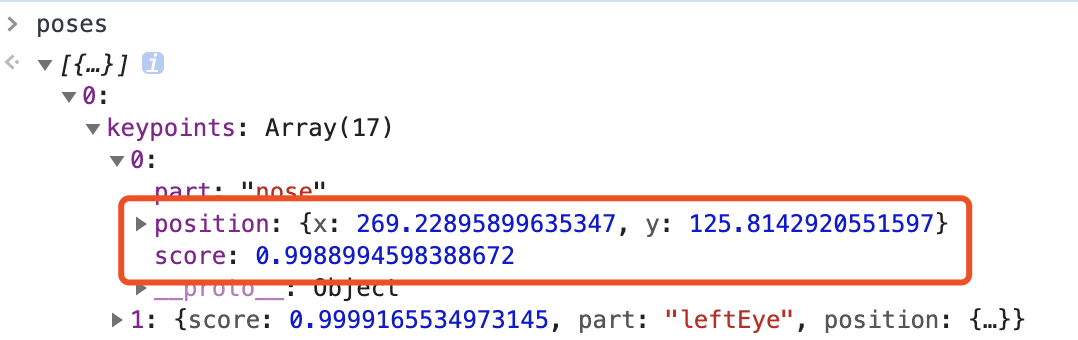 > poses
[{…}] i
0:
keypoints: Array(17)
0:
part: "nose"
position: {x: 269.22895899635347, y: 125.8142920551597}
score: 0.9988994598388672
__proto__: Object
1: {score: 0.9999165534973145, part: "leftEye", position: {…}}